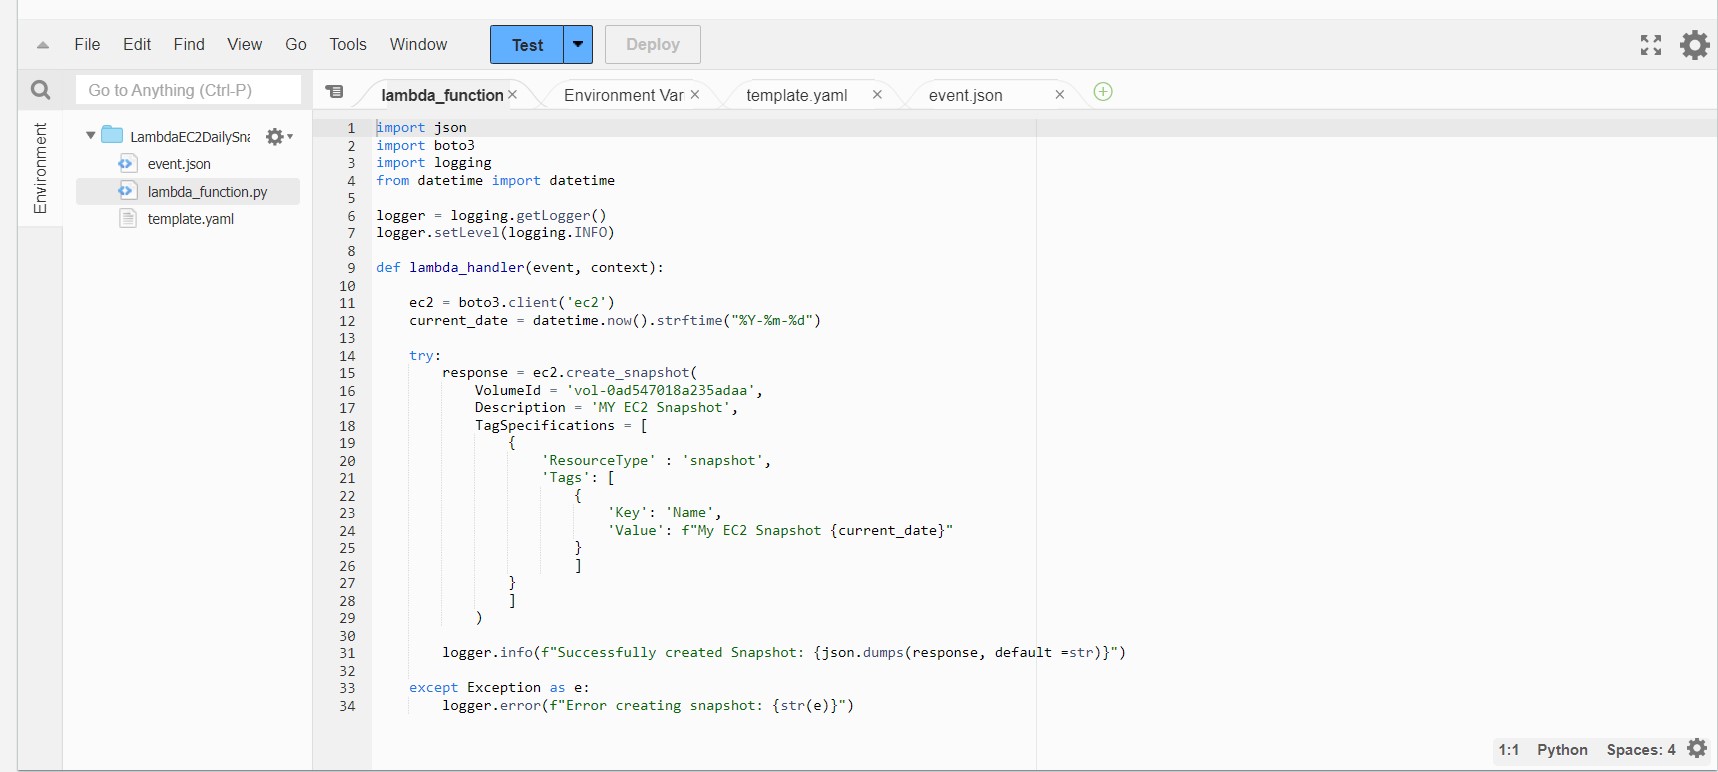 File Edit Find View Go Tools Window Test Deploy
Go to Anything (Ctrl-P)
lambda_function Environment Var template.yaml event.json
Environment
LambdaEC2DailySna
event.json
lambda_function.py
template.yaml
1 import json
2 import boto3
3 import logging
4 from datetime import datetime
5
6 logger = logging.getLogger()
7 logger.setLevel(logging.INFO)
8
9 def lambda_handler(event, context):
10
11     ec2 = boto3.client('ec2')
12     current_date = datetime.now().strftime("%Y-%m-%d")
13
14     try:
15         response = ec2.create_snapshot(
16             VolumeId = 'vol-0ad547018a235adaa',
17             Description = 'MY EC2 Snapshot',
18             TagSpecifications = [
19                 {
20                     'ResourceType' : 'snapshot',
21                     'Tags': [
22                         {
23                             'Key': 'Name',
24                             'Value': f"My EC2 Snapshot {current_date}"
25                         }
26                         ]
27                 }
28                 ]
29             )
30
31         logger.info(f"Successfully created Snapshot: {json.dumps(response, default =str)}")
32
33     except Exception as e:
34         logger.error(f"Error creating snapshot: {str(e)}")
1:1 Python Spaces: 4